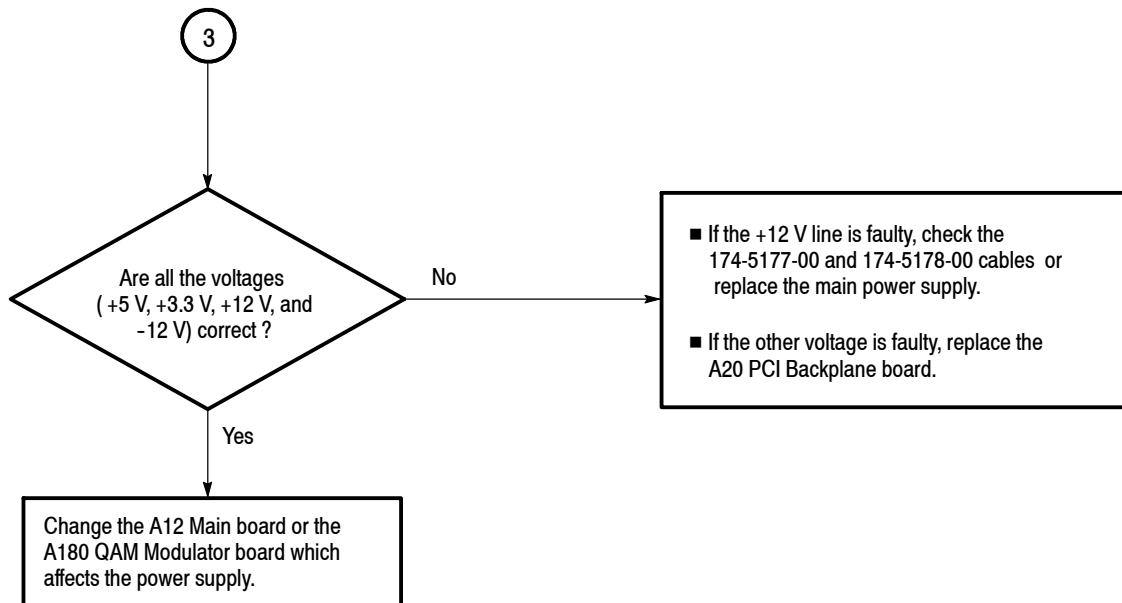 3
Are all the voltages
( +5 V, +3.3 V, +12 V, and
-12 V) correct ?
No
■ If the +12 V line is faulty, check the
174-5177-00 and 174-5178-00 cables or
replace the main power supply.
■ If the other voltage is faulty, replace the
A20 PCI Backplane board.
Yes
Change the A12 Main board or the
A180 QAM Modulator board which
affects the power supply.